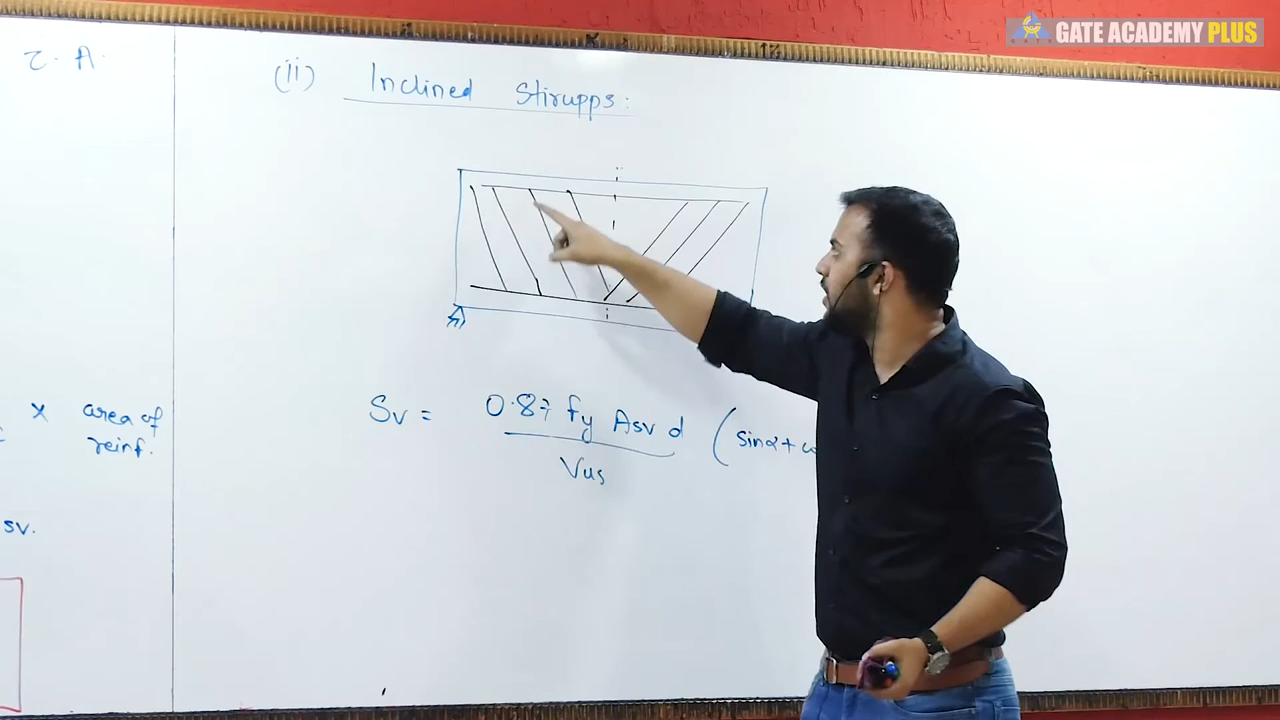 GATE ACADEMY PLUS
τ. A.
(ii) Inclined Stirupps:
x area of
reinf.
sv.
Sv = 0.87 fy Asv d (sinα +
Vus